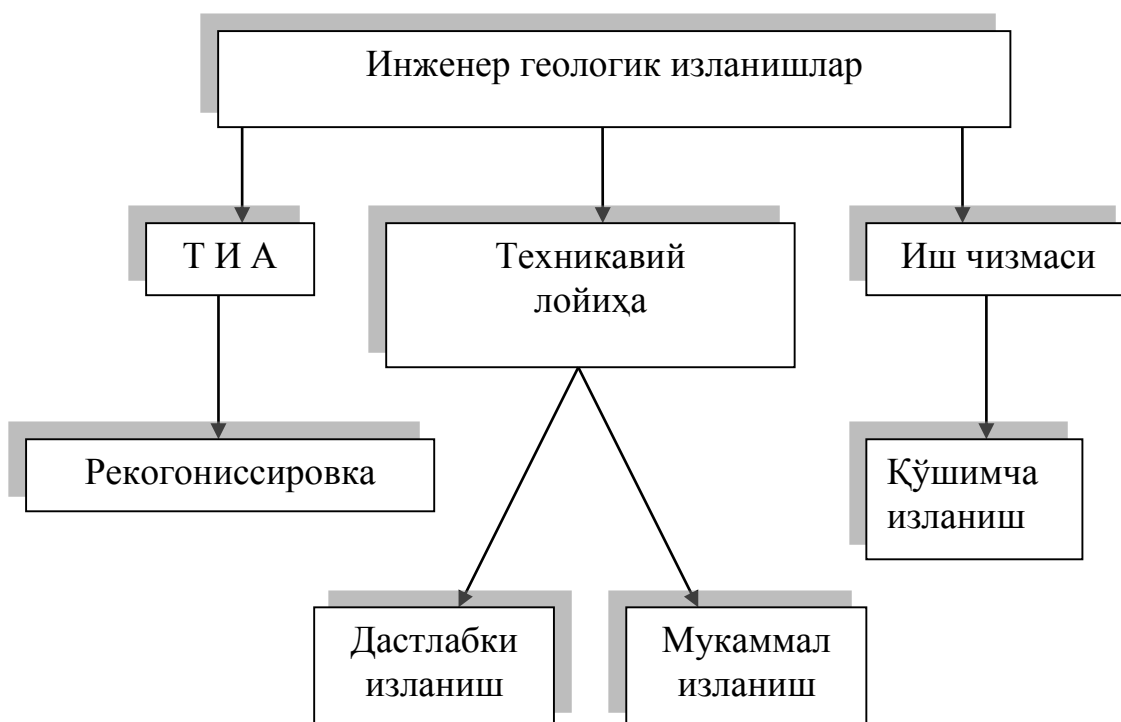 Инженер геологик изланишлар
Т И А
Техникавий
лойиҳа
Иш чизмаси
Рекогониссировка
Қўшимча
изланиш
Дастлабки
изланиш
Мукаммал
изланиш